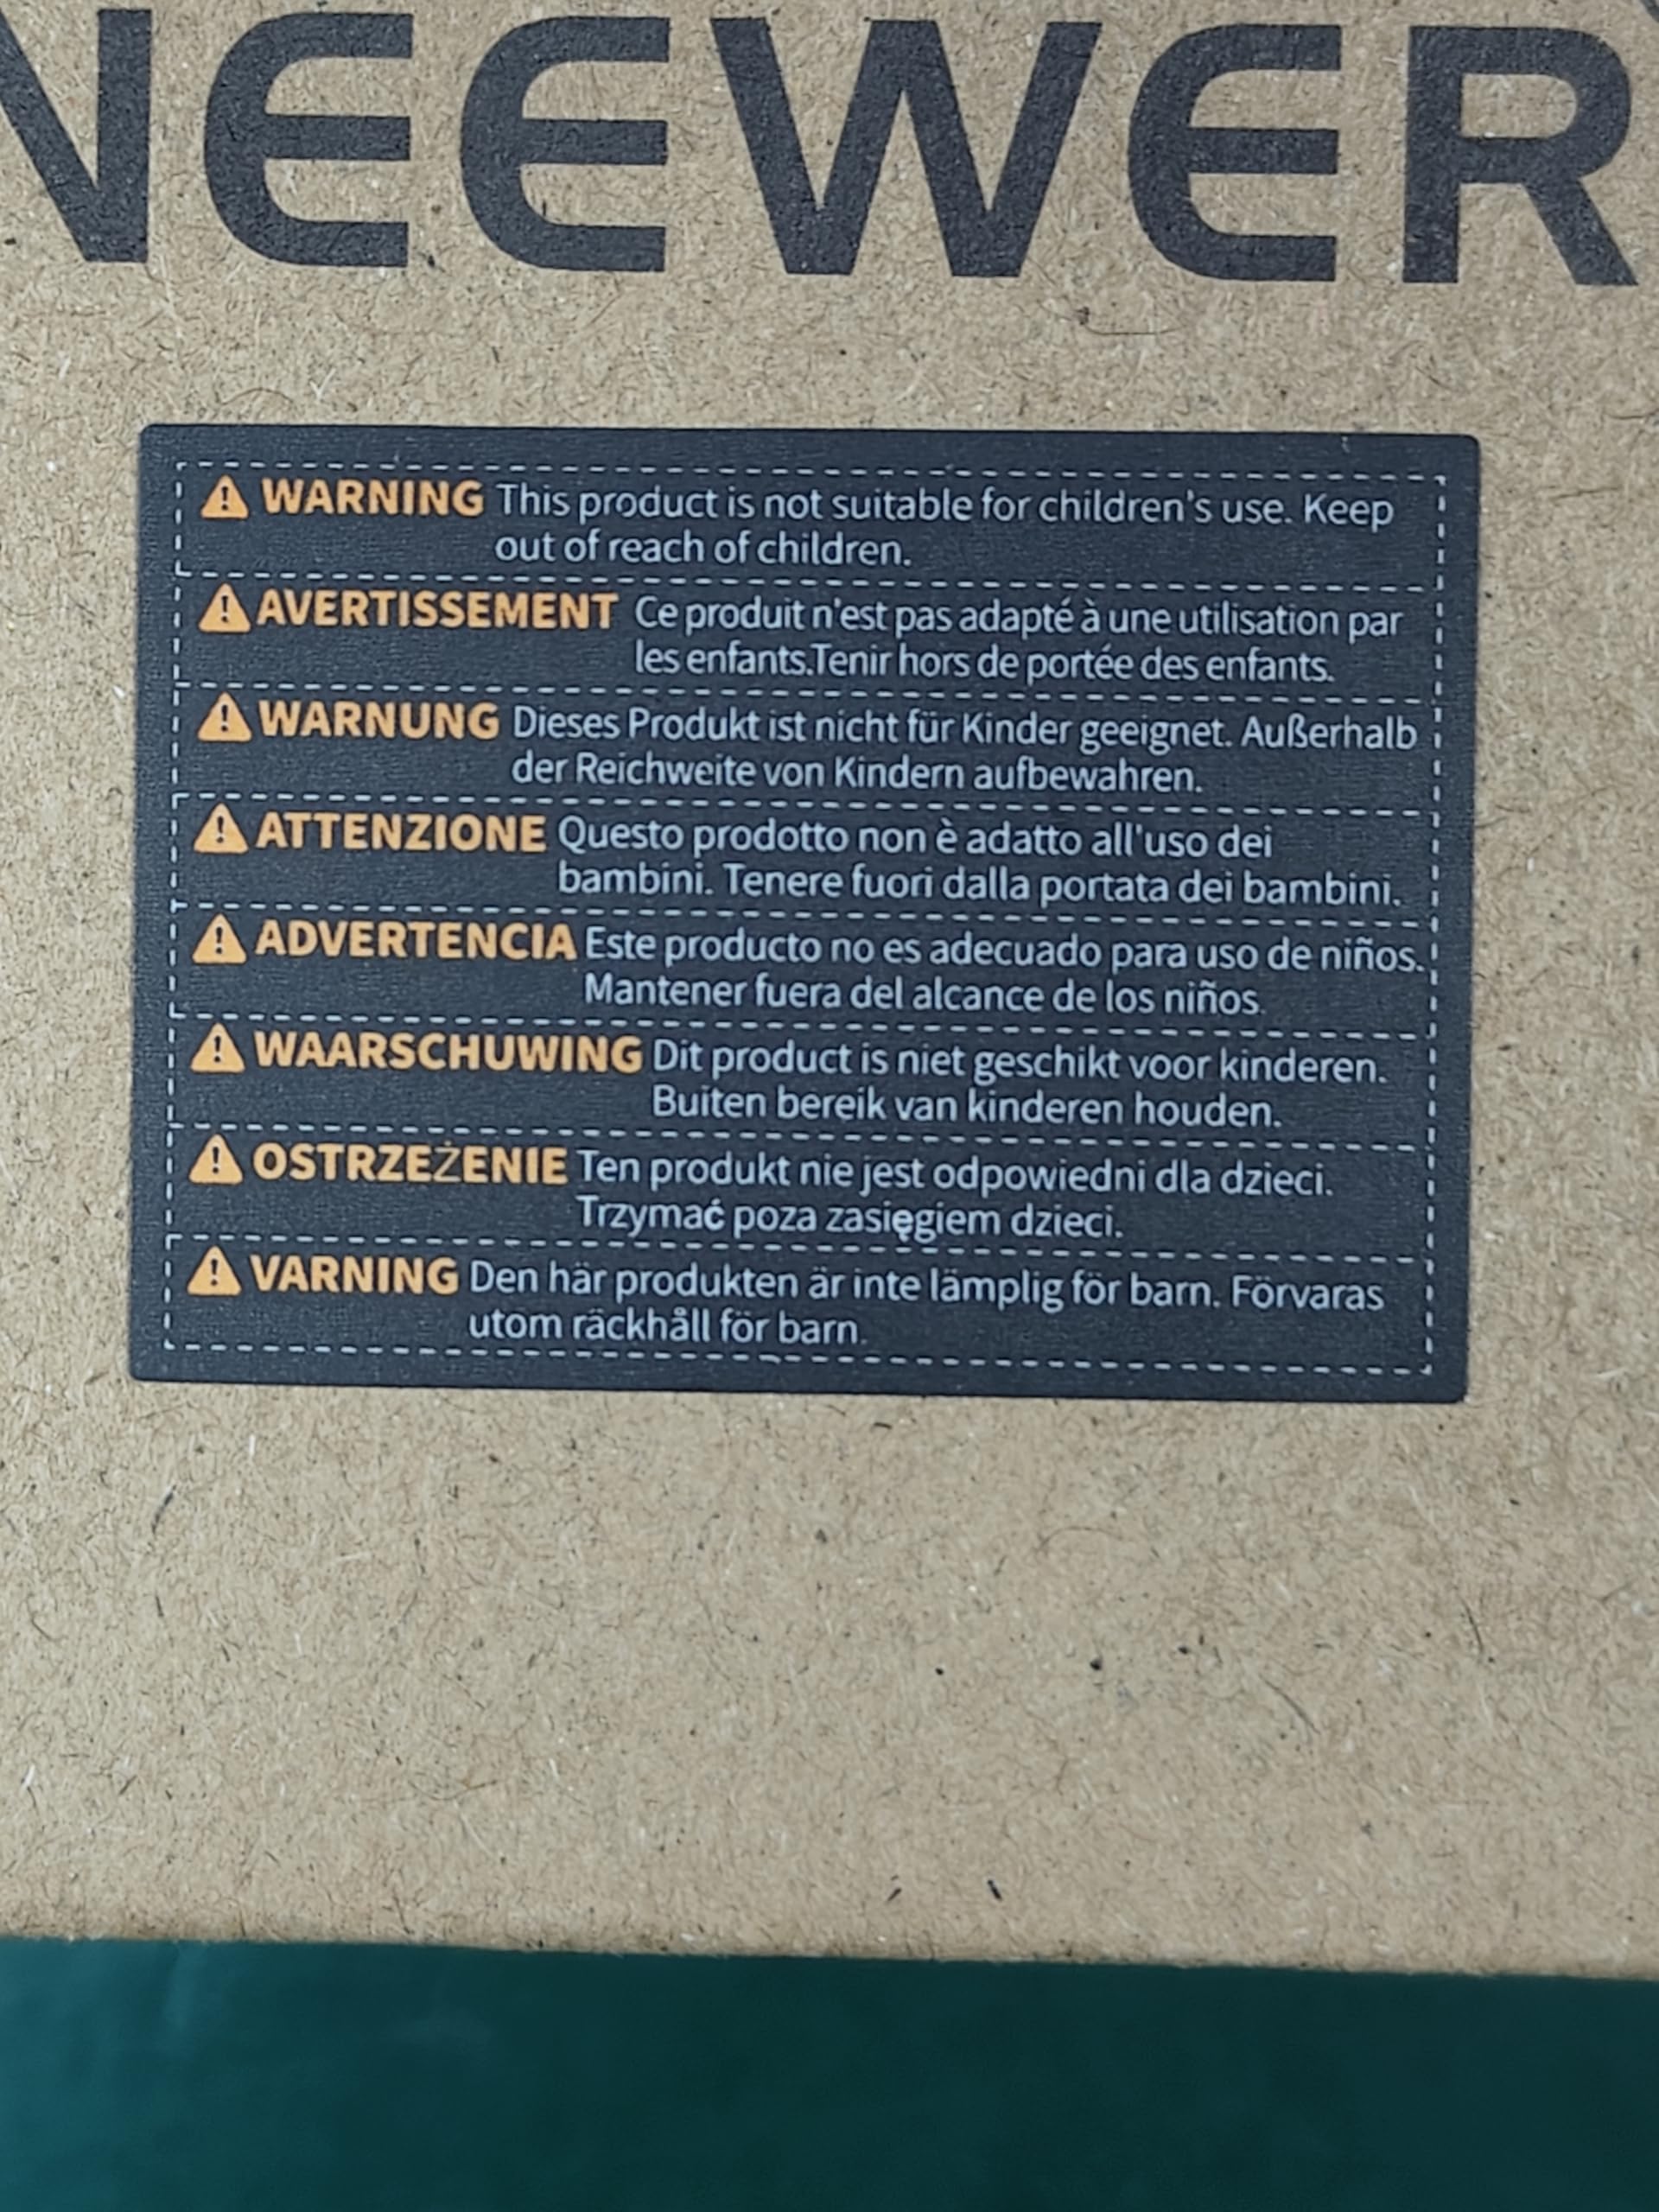 NEEWER
WARNING This product is not suitable for children's use. Keep
out of reach of children.
AVERTISSEMENT Ce produit n'est pas adapté à une utilisation par
les enfants.Tenir hors de portée des enfants.
WARNUNG Dieses Produkt ist nicht für Kinder geeignet. Außerhalb
der Reichweite von Kindern aufbewahren.
ATTENZIONE Questo prodotto non è adatto all'uso dei
bambini. Tenere fuori dalla portata dei bambini.
ADVERTENCIA Este producto no es adecuado para uso de niños.
Mantener fuera del alcance de los niños.
WAARSCHUWING Dit product is niet geschikt voor kinderen.
Buiten bereik van kinderen houden.
OSTRZEŻENIE Ten produkt nie jest odpowiedni dla dzieci.
Trzymać poza zasięgiem dzieci.
VARNING Den här produkten är inte lämplig för barn. Förvaras
utom räckhåll för barn.